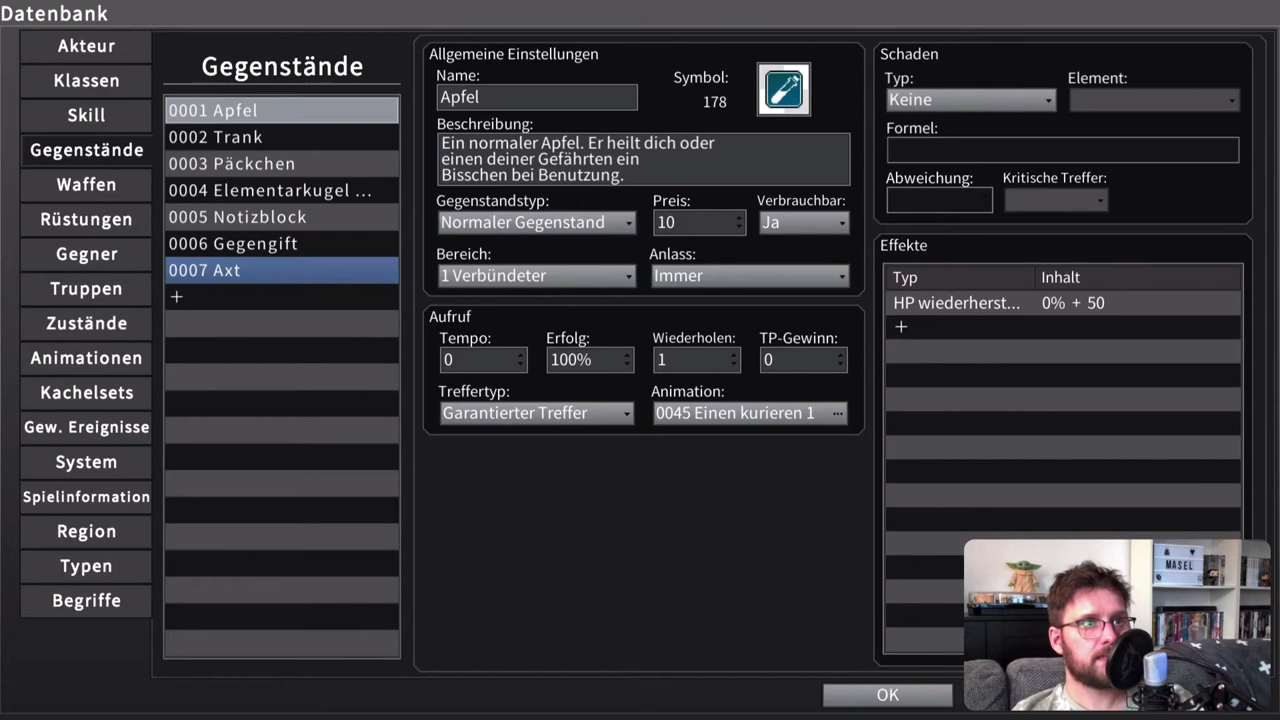 Datenbank
Akteur
Klassen
Skill
Gegenstände
Waffen
Rüstungen
Gegner
Truppen
Zustände
Animationen
Kachelsets
Gew. Ereignisse
System
Spielinformation
Typen
Region
Begriffe
Gegenstände
0001 Apfel
0002 Trank
0003 Päckchen
0004 Elementarkugel ...
0005 Notizblock
0006 Gegengift
0007 Axt
+
Allgemeine Einstellungen
Name:
Apfel
Symbol:
178
Beschreibung:
Ein normaler Apfel. Er heilt dich oder
einen deiner Gefährten ein
Bisschen bei Benutzung.
Gegenstandstyp: Preis: Verbrauchbar:
Normaler Gegenstand 10 Ja
Bereich: Anlass:
1 Verbündeter Immer
Aufruf
Tempo: Erfolg: Wiederholen: TP-Gewinn:
0 100% 1 0
Treffertyp: Animation:
Garantierter Treffer 0045 Einen kurieren 1 ...
Schaden
Typ: Element:
Keine
Formel:
Abweichung: Kritische Treffer:
Effekte
Typ Inhalt
HP wiederherst... 0% + 50
+
MASEL
OK